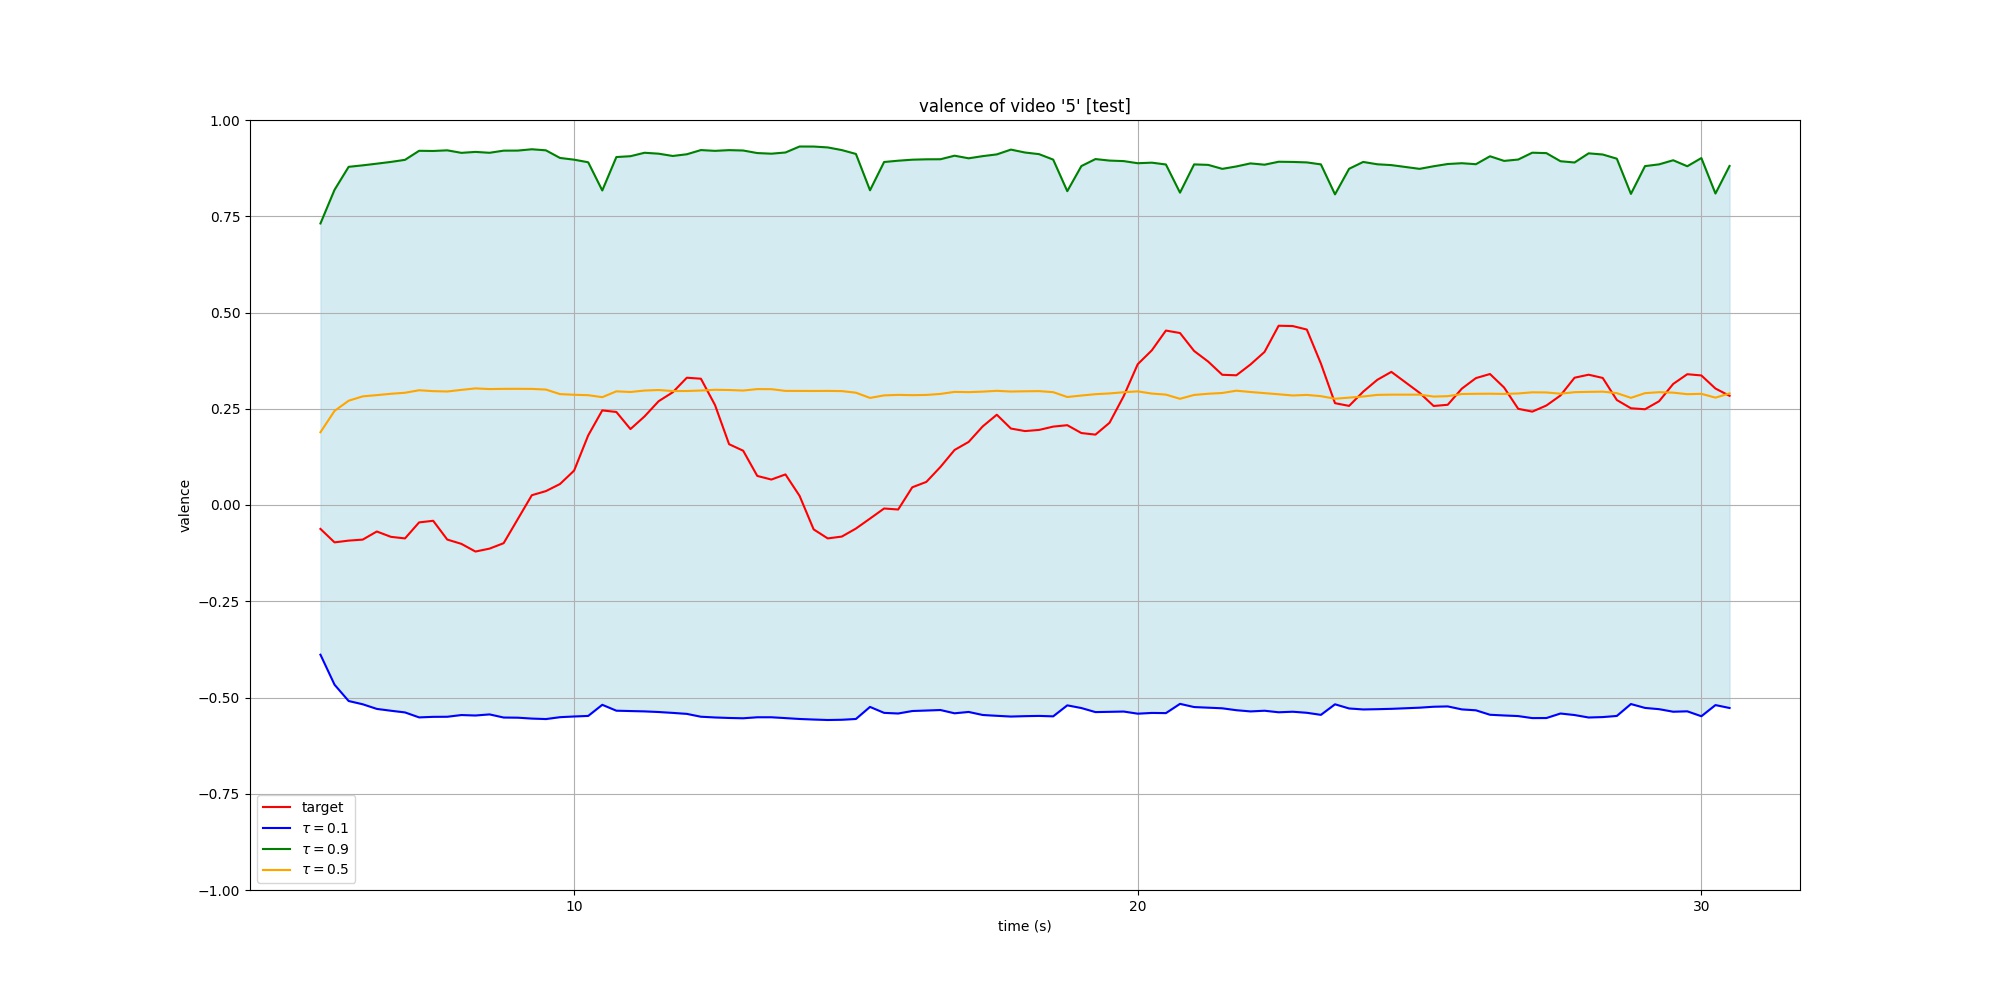 valence of video '5' [test]
1.00
0.75
0.50
0.25
0.00
−0.25
−0.50
−0.75
−1.00
valence
target
τ = 0.1
τ = 0.9
τ = 0.5
10
20
30
time (s)